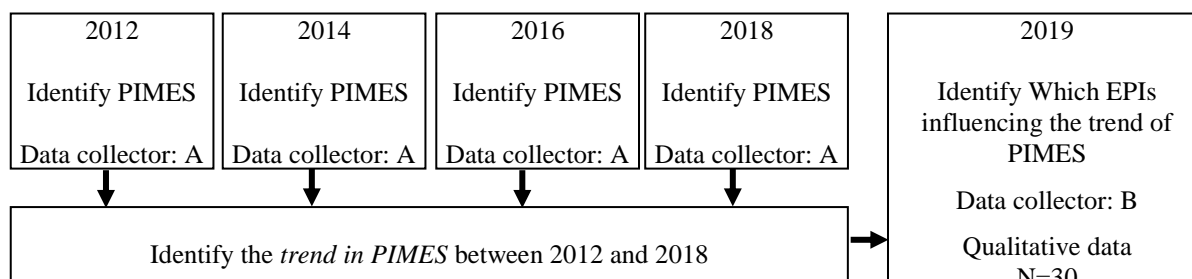 2012
Identify PIMES
Data collector: A
2014
Identify PIMES
Data collector: A
2016
Identify PIMES
Data collector: A
2018
Identify PIMES
Data collector: A
Identify the trend in PIMES between 2012 and 2018
2019
Identify Which EPIs
influencing the trend of
PIMES
Data collector: B
Qualitative data
N=30